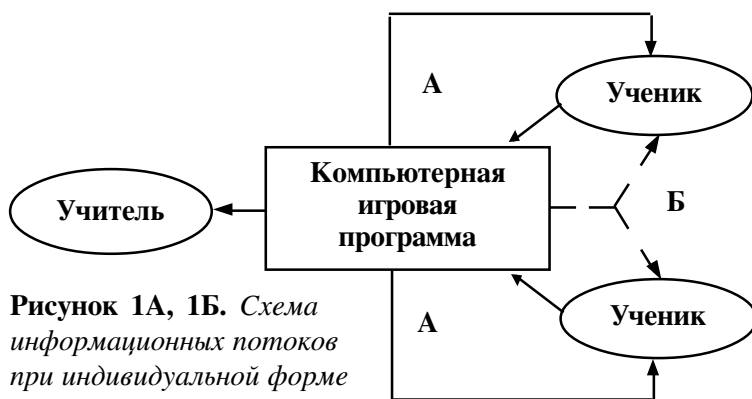 А
Ученик
Компьютерная
игровая
программа
Учитель
Б
Рисунок 1А, 1Б. Схема
информационных потоков
при индивидуальной форме
А
Ученик